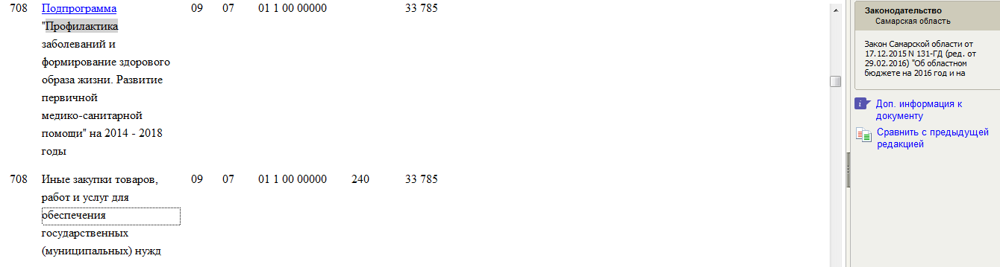 708 Подпрограмма 09 07 01 1 00 00000 33 785
"Профилактика
заболеваний и
формирование здорового
образа жизни. Развитие
первичной
медико-санитарной
помощи" на 2014 - 2018
годы
708 Иные закупки товаров, 09 07 01 1 00 00000 240 33 785
работ и услуг для
обеспечения
государственных
(муниципальных) нужд
Законодательство
Самарская область
Закон Самарской области от
17.12.2015 N 131-ГД (ред. от
29.02.2016) "Об областном
бюджете на 2016 год и на
Доп. информация к
документу
Сравнить с предыдущей
редакцией